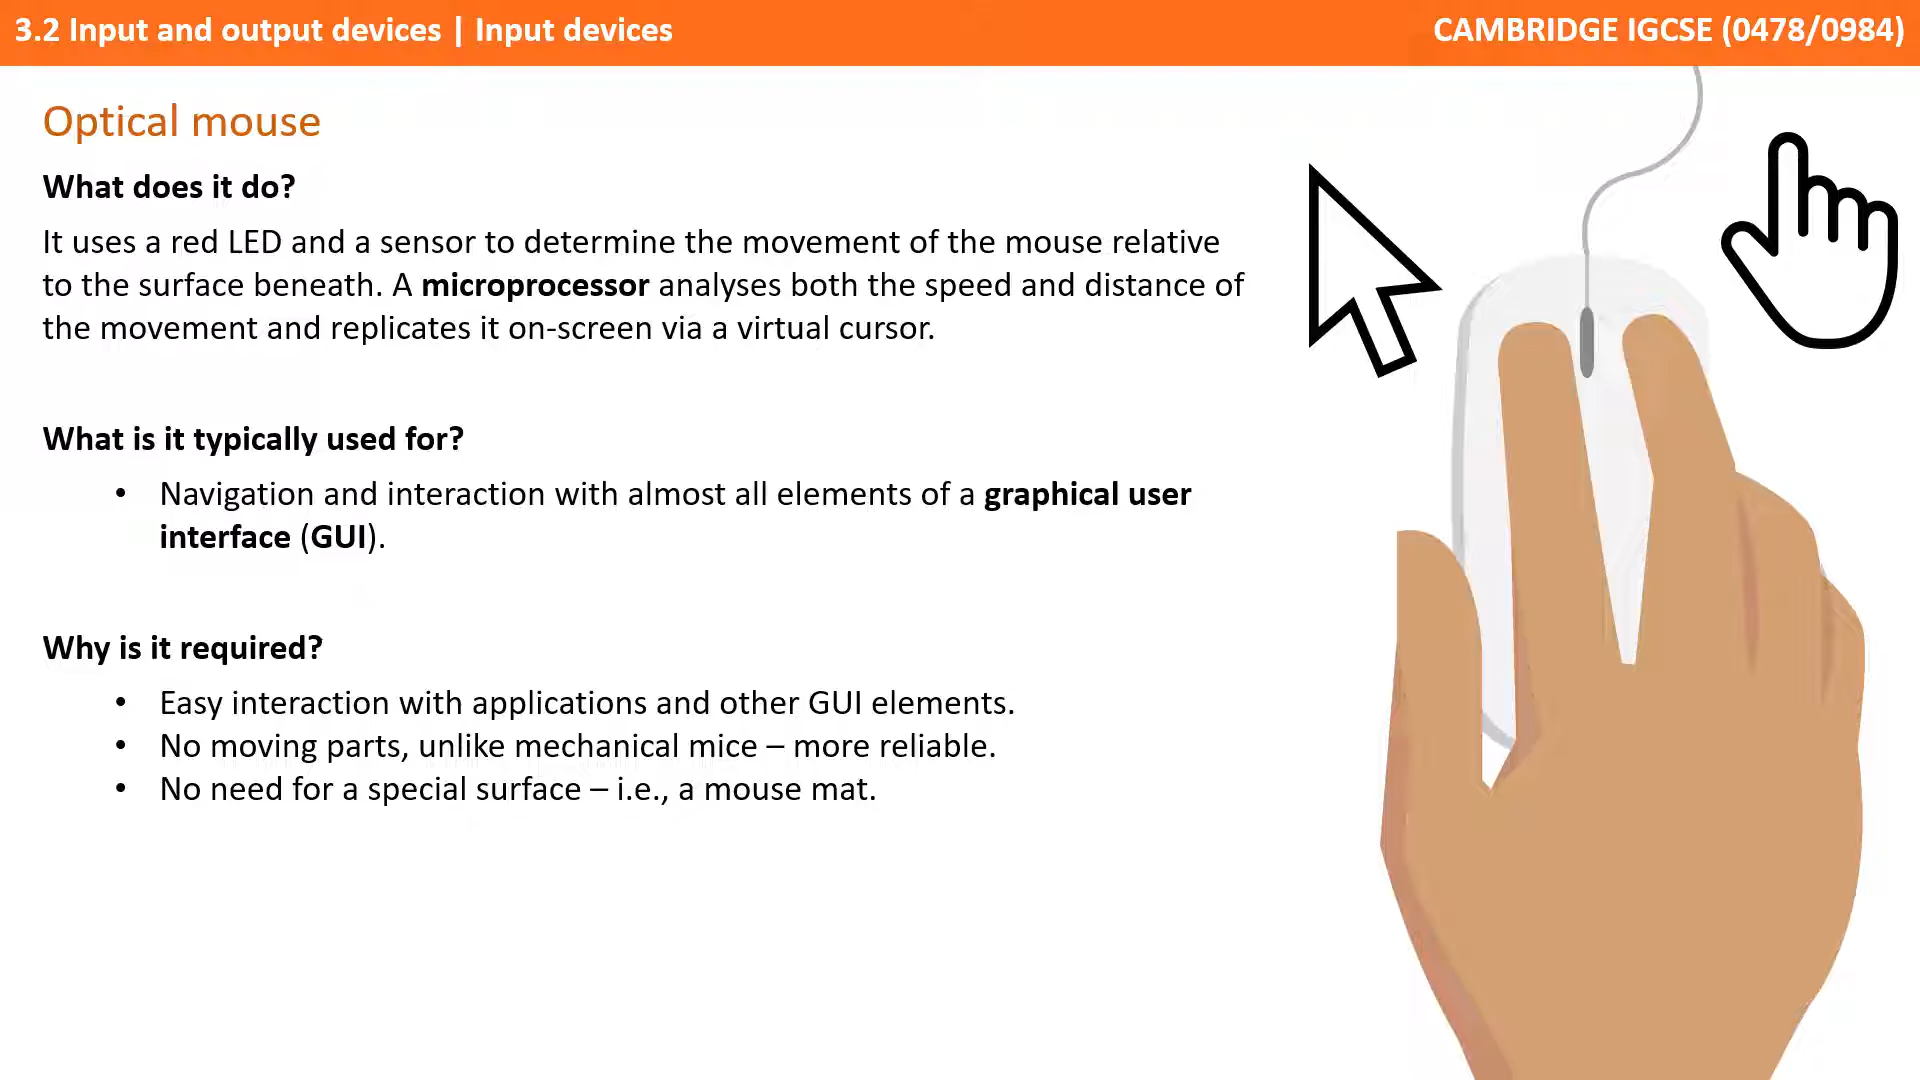 3.2 Input and output devices | Input devices
CAMBRIDGE IGCSE (0478/0984)
Optical mouse
What does it do?
It uses a red LED and a sensor to determine the movement of the mouse relative
to the surface beneath. A microprocessor analyses both the speed and distance of
the movement and replicates it on-screen via a virtual cursor.
What is it typically used for?
• Navigation and interaction with almost all elements of a graphical user
interface (GUI).
Why is it required?
• Easy interaction with applications and other GUI elements.
• No moving parts, unlike mechanical mice – more reliable.
• No need for a special surface – i.e., a mouse mat.